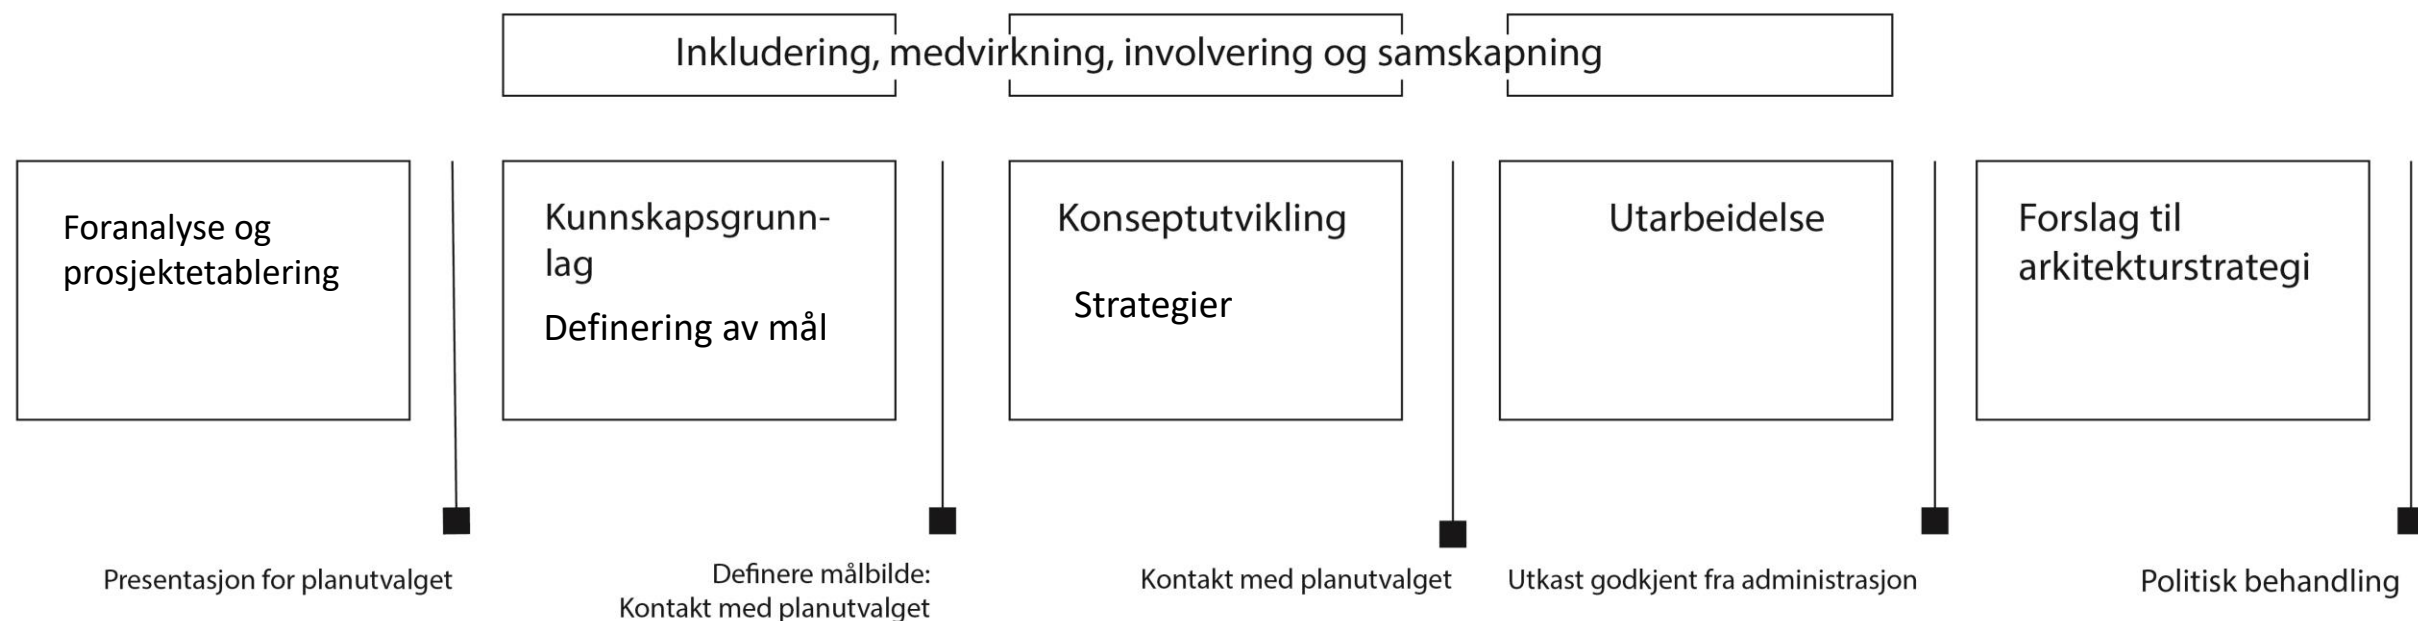 Inkludering, medvirkning, involvering og samskapning
Foranalyse og
prosjektetablering
Kunnskapsgrunn-
lag
Definering av mål
Konseptutvikling
Strategier
Utarbeidelse
Forslag til
arkitekturstrategi
Presentasjon for planutvalget
Definere målbilde:
Kontakt med planutvalget
Kontakt med planutvalget
Utkast godkjent fra administrasjon
Politisk behandling